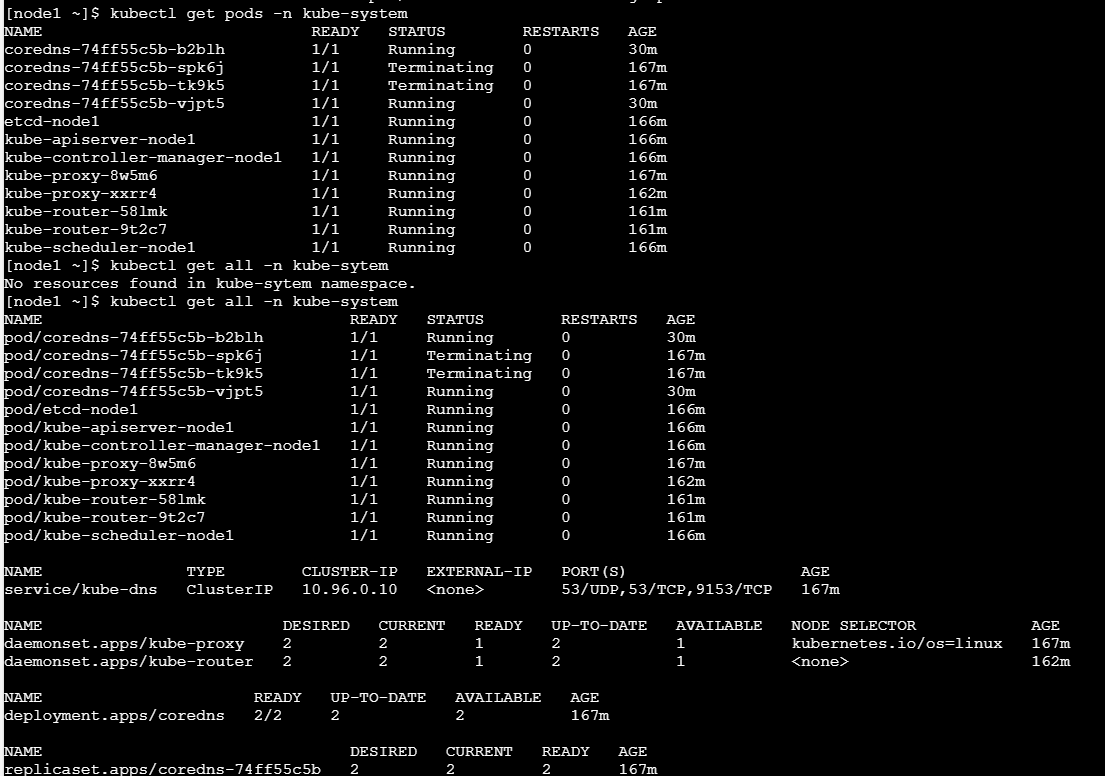 [node1 ~]$ kubectl get pods -n kube-system
NAME READY STATUS RESTARTS AGE
coredns-74ff55c5b-b2blh 1/1 Running 0 30m
coredns-74ff55c5b-spk6j 1/1 Terminating 0 167m
coredns-74ff55c5b-tk9k5 1/1 Terminating 0 167m
coredns-74ff55c5b-vjpt5 1/1 Running 0 30m
etcd-node1 1/1 Running 0 166m
kube-apiserver-node1 1/1 Running 0 166m
kube-controller-manager-node1 1/1 Running 0 166m
kube-proxy-8w5m6 1/1 Running 0 167m
kube-proxy-xxrr4 1/1 Running 0 162m
kube-router-58lmk 1/1 Running 0 161m
kube-router-9t2c7 1/1 Running 0 161m
kube-scheduler-node1 1/1 Running 0 166m
[node1 ~]$ kubectl get all -n kube-sytem
No resources found in kube-sytem namespace.
[node1 ~]$ kubectl get all -n kube-system
NAME READY STATUS RESTARTS AGE
pod/coredns-74ff55c5b-b2blh 1/1 Running 0 30m
pod/coredns-74ff55c5b-spk6j 1/1 Terminating 0 167m
pod/coredns-74ff55c5b-tk9k5 1/1 Terminating 0 167m
pod/coredns-74ff55c5b-vjpt5 1/1 Running 0 30m
pod/etcd-node1 1/1 Running 0 166m
pod/kube-apiserver-node1 1/1 Running 0 166m
pod/kube-controller-manager-node1 1/1 Running 0 166m
pod/kube-proxy-8w5m6 1/1 Running 0 167m
pod/kube-proxy-xxrr4 1/1 Running 0 162m
pod/kube-router-58lmk 1/1 Running 0 161m
pod/kube-router-9t2c7 1/1 Running 0 161m
pod/kube-scheduler-node1 1/1 Running 0 166m
NAME TYPE CLUSTER-IP EXTERNAL-IP PORT(S) AGE
service/kube-dns ClusterIP 10.96.0.10 <none> 53/UDP,53/TCP,9153/TCP 167m
NAME DESIRED CURRENT READY UP-TO-DATE AVAILABLE NODE SELECTOR AGE
daemonset.apps/kube-proxy 2 2 1 2 1 kubernetes.io/os=linux 167m
daemonset.apps/kube-router 2 2 1 2 1 <none> 162m
NAME READY UP-TO-DATE AVAILABLE AGE
deployment.apps/coredns 2/2 2 2 167m
NAME DESIRED CURRENT READY AGE
replicaset.apps/coredns-74ff55c5b 2 2 2 167m